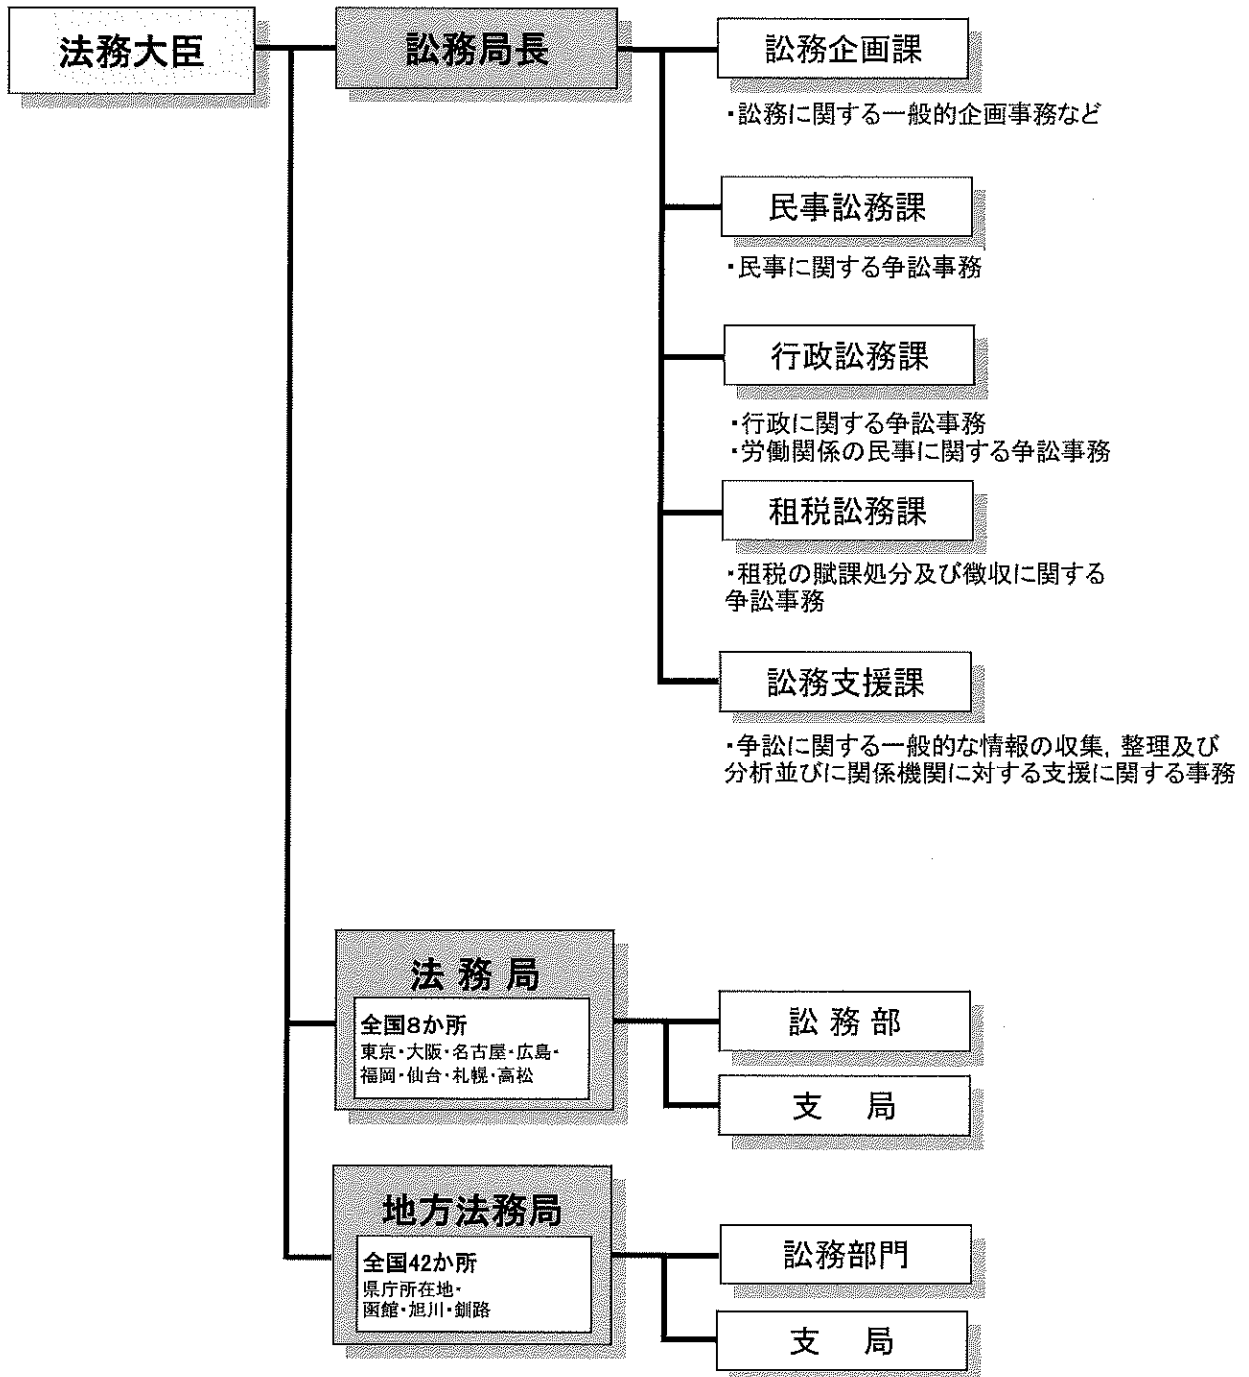 法務大臣
訟務局長
訟務企画課
・訟務に関する一般的企画事務など
民事訟務課
・民事に関する争訟事務
行政訟務課
・行政に関する争訟事務
・労働関係の民事に関する争訟事務
租税訟務課
・租税の賦課処分及び徴収に関する
争訟事務
訟務支援課
・争訟に関する一般的な情報の収集, 整理及び
分析並びに関係機関に対する支援に関する事務
法 務 局
全国8か所
東京・大阪・名古屋・広島・
福岡・仙台・札幌・高松
訟 務 部
支　局
地方法務局
全国42か所
県庁所在地・
函館・旭川・釧路
訟務部門
支　局